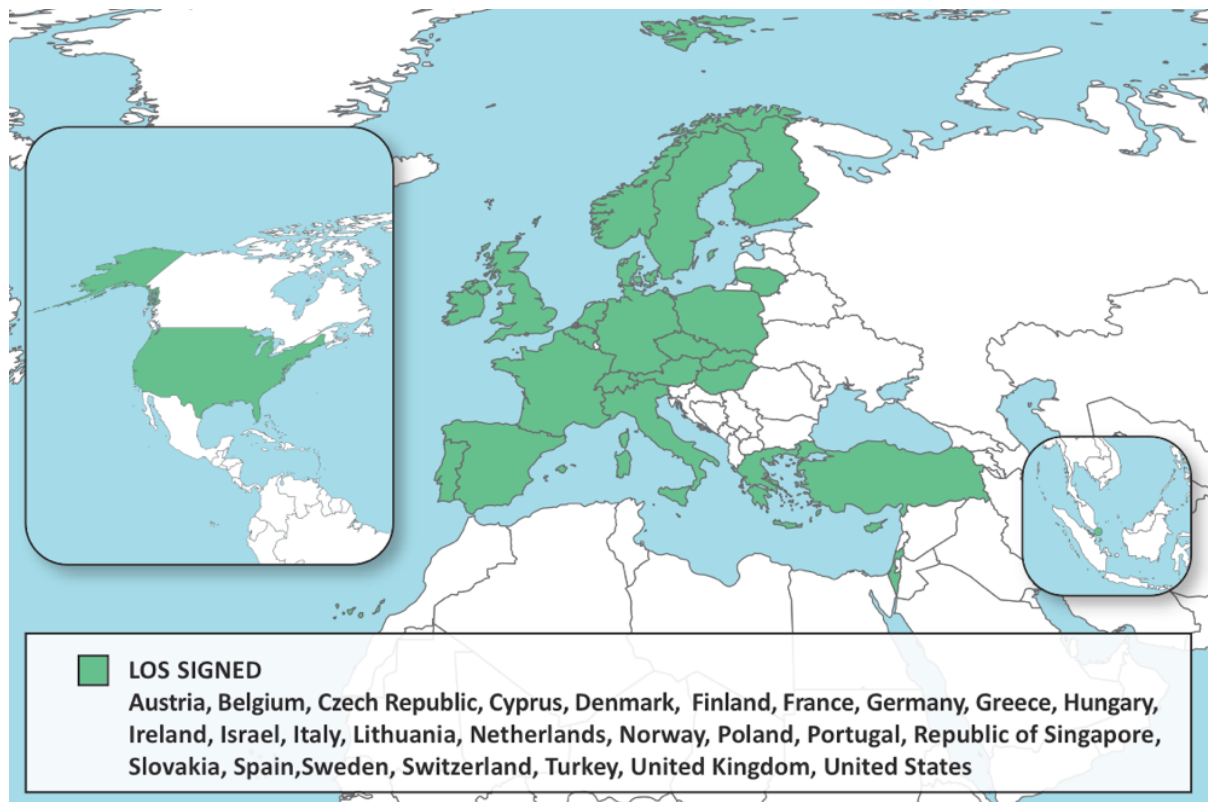 LOS SIGNED
Austria, Belgium, Czech Republic, Cyprus, Denmark,  Finland, France, Germany, Greece, Hungary,
Ireland, Israel, Italy, Lithuania, Netherlands, Norway, Poland, Portugal, Republic of Singapore,
Slovakia, Spain,Sweden, Switzerland, Turkey, United Kingdom, United States